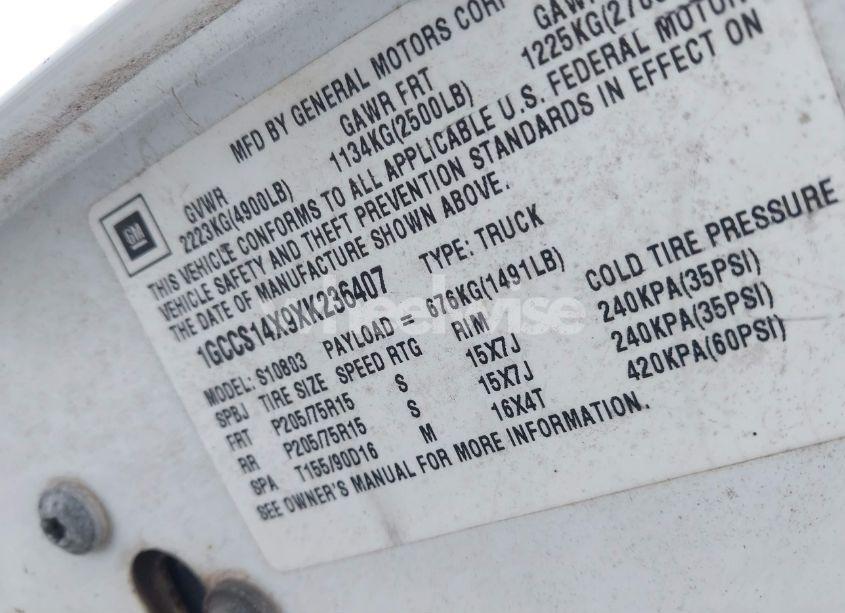 MFD BY GENERAL MOTORS CORP
GVWR GAWR FRT GAWR
2223KG(4900LB) 1134KG(2500LB) 1225KG(270
THIS VEHICLE CONFORMS TO ALL APPLICABLE U.S. FEDERAL MOTOR
VEHICLE SAFETY AND THEFT PREVENTION STANDARDS IN EFFECT ON
THE DATE OF MANUFACTURE SHOWN ABOVE.
1GCCS14X9XK236407 TYPE: TRUCK
MODEL: S10803 PAYLOAD = 676KG(1491LB)
SPBJ TIRE SIZE SPEED RTG RIM COLD TIRE PRESSURE
FRT P205/75R15 S 15X7J 240KPA(35PSI)
RR P205/75R15 S 15X7J 240KPA(35PSI)
SPA T155/90D16 M 16X4T 420KPA(60PSI)
SEE OWNER'S MANUAL FOR MORE INFORMATION.
GM
wheelwise